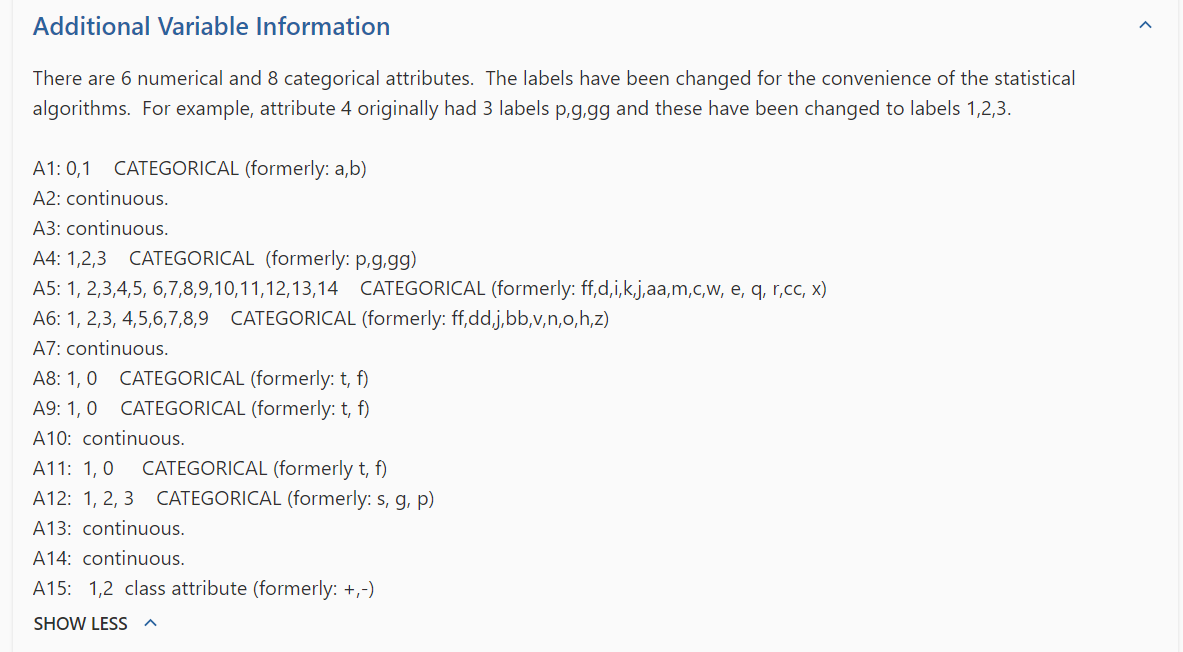 Additional Variable Information
There are 6 numerical and 8 categorical attributes.  The labels have been changed for the convenience of the statistical
algorithms.  For example, attribute 4 originally had 3 labels p,g,gg and these have been changed to labels 1,2,3.
A1: 0,1    CATEGORICAL (formerly: a,b)
A2: continuous.
A3: continuous.
A4: 1,2,3    CATEGORICAL  (formerly: p,g,gg)
A5: 1, 2,3,4,5, 6,7,8,9,10,11,12,13,14    CATEGORICAL (formerly: ff,d,i,k,j,aa,m,c,w, e, q, r,cc, x)
A6: 1, 2,3, 4,5,6,7,8,9    CATEGORICAL (formerly: ff,dd,j,bb,v,n,o,h,z)
A7: continuous.
A8: 1, 0    CATEGORICAL (formerly: t, f)
A9: 1, 0    CATEGORICAL (formerly: t, f)
A10:  continuous.
A11:  1, 0     CATEGORICAL (formerly t, f)
A12:  1, 2, 3    CATEGORICAL (formerly: s, g, p)
A13:  continuous.
A14:  continuous.
A15:   1,2  class attribute (formerly: +,-)
SHOW LESS